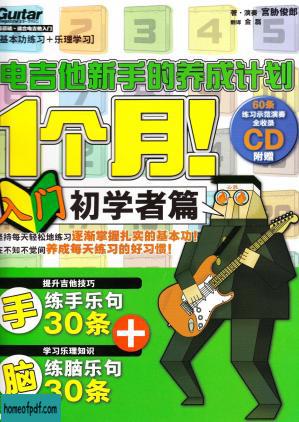 Guitar
[基本功练习+乐理学习]
著·演奏 宫胁俊郎
翻译 金磊
电吉他新手的养成计划
1个月!
60条
练习示范演奏
全收录
CD
附赠
入门
初学者篇
坚持每天轻松地练习逐渐掌握扎实的基本功!
在不知不觉间养成每天练习的好习惯!
提升吉他技巧
手
练手乐句
30条
+
学习乐理知识
脑
练脑乐句
30条
homeofpdf.com